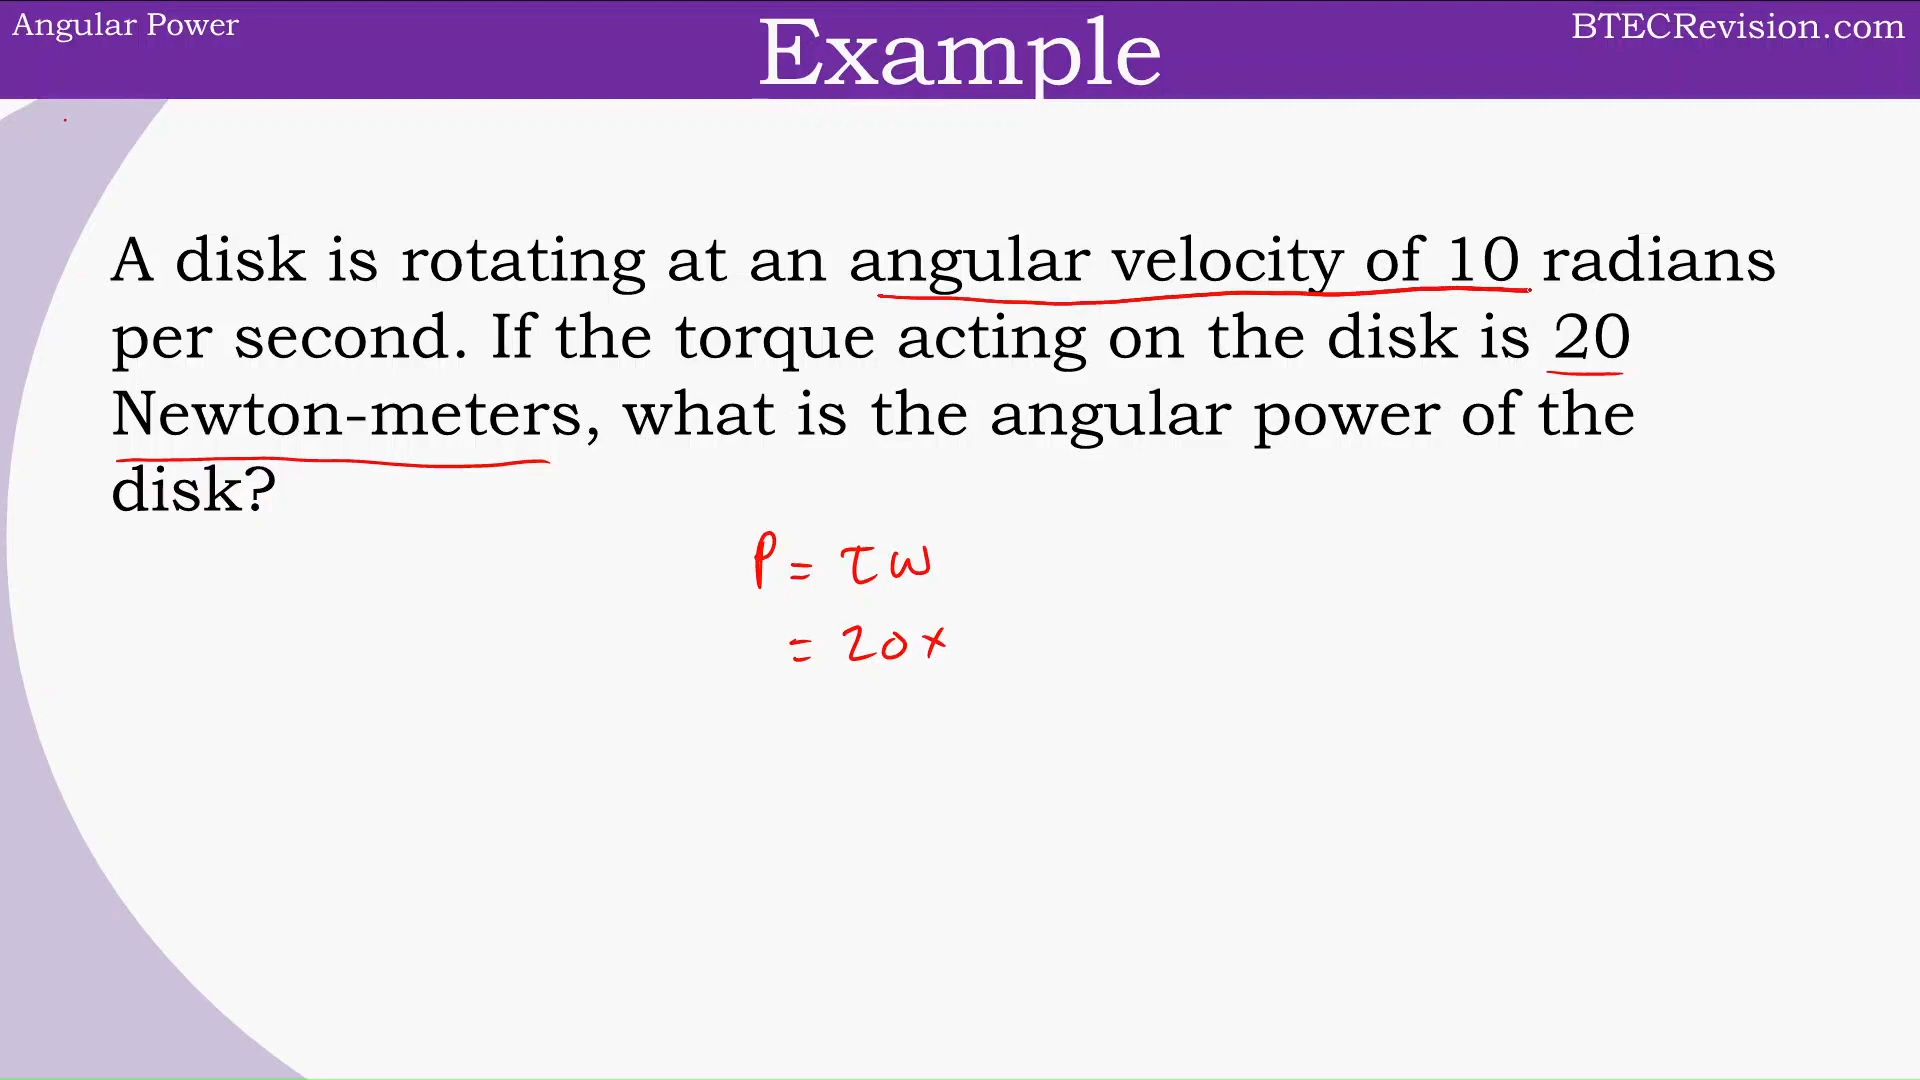 Angular Power
Example
BTECRevision.com
A disk is rotating at an angular velocity of 10 radians
per second. If the torque acting on the disk is 20
Newton-meters, what is the angular power of the
disk?
P = τω
= 20×